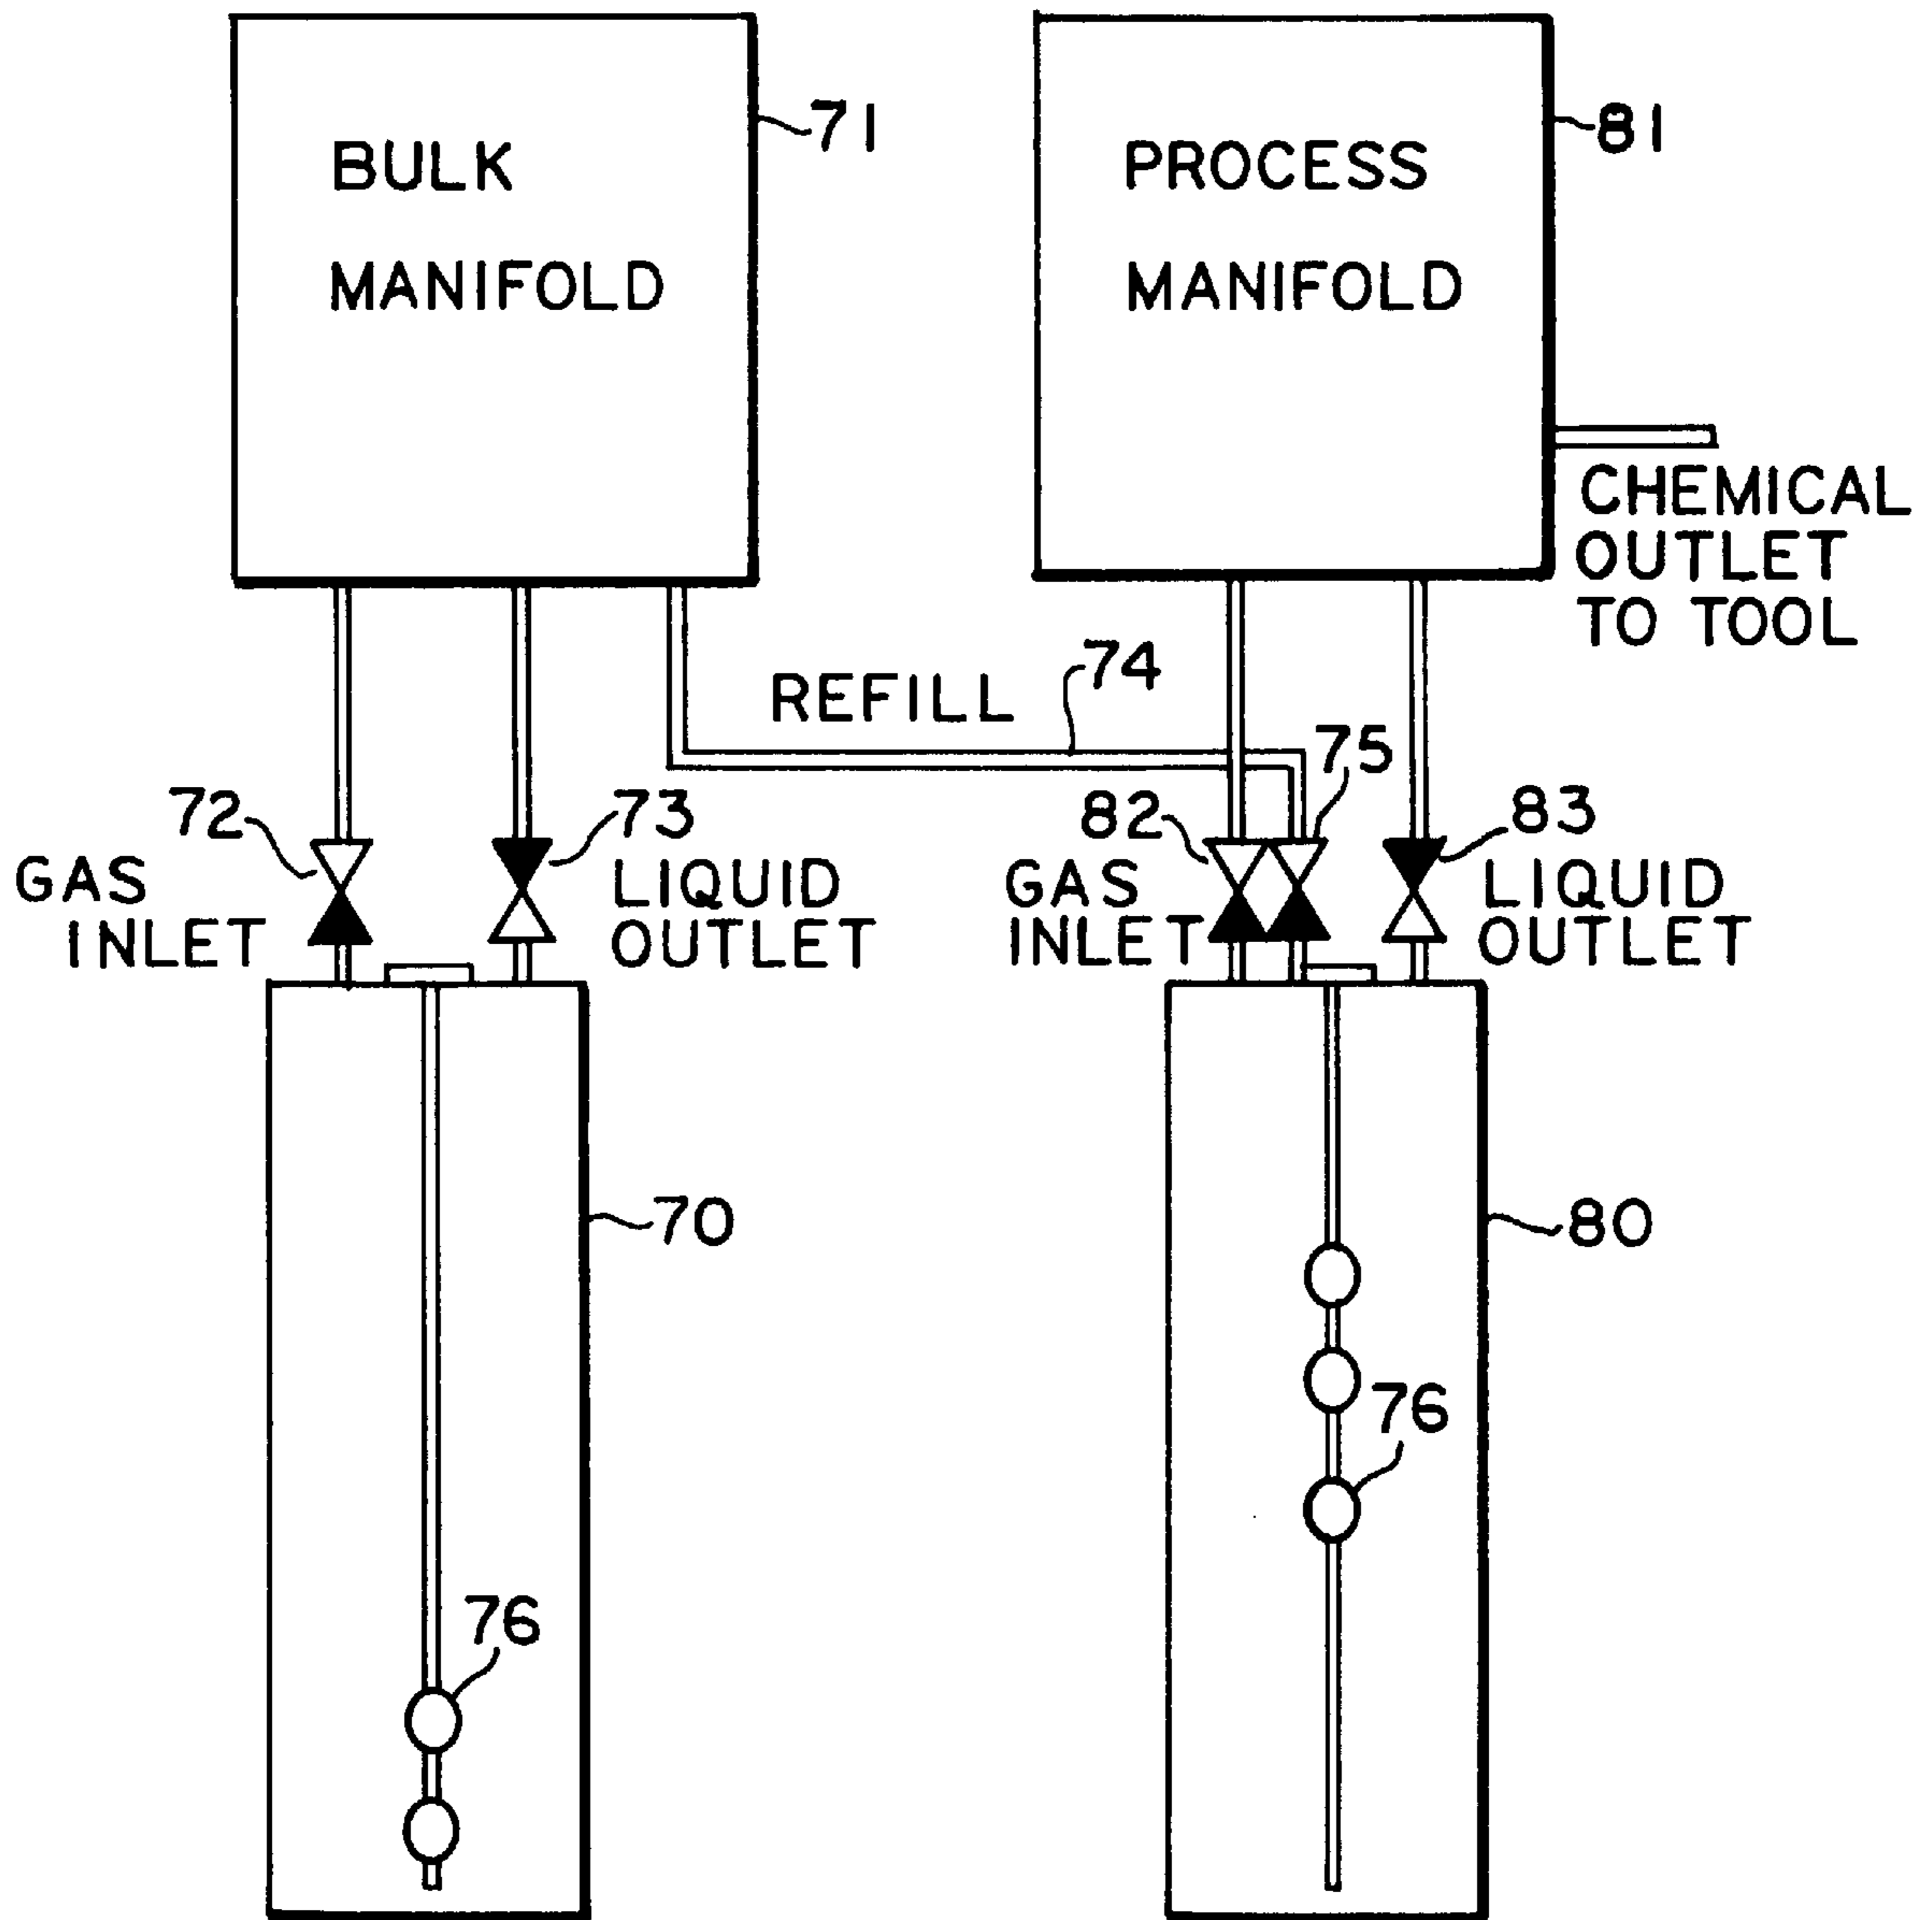 BULK
MANIFOLD
71
PROCESS
MANIFOLD
81
CHEMICAL
OUTLET
TO TOOL
REFILL
74
75
72
GAS
INLET
73
LIQUID
OUTLET
82
GAS
INLET
83
LIQUID
OUTLET
70
80
76
76